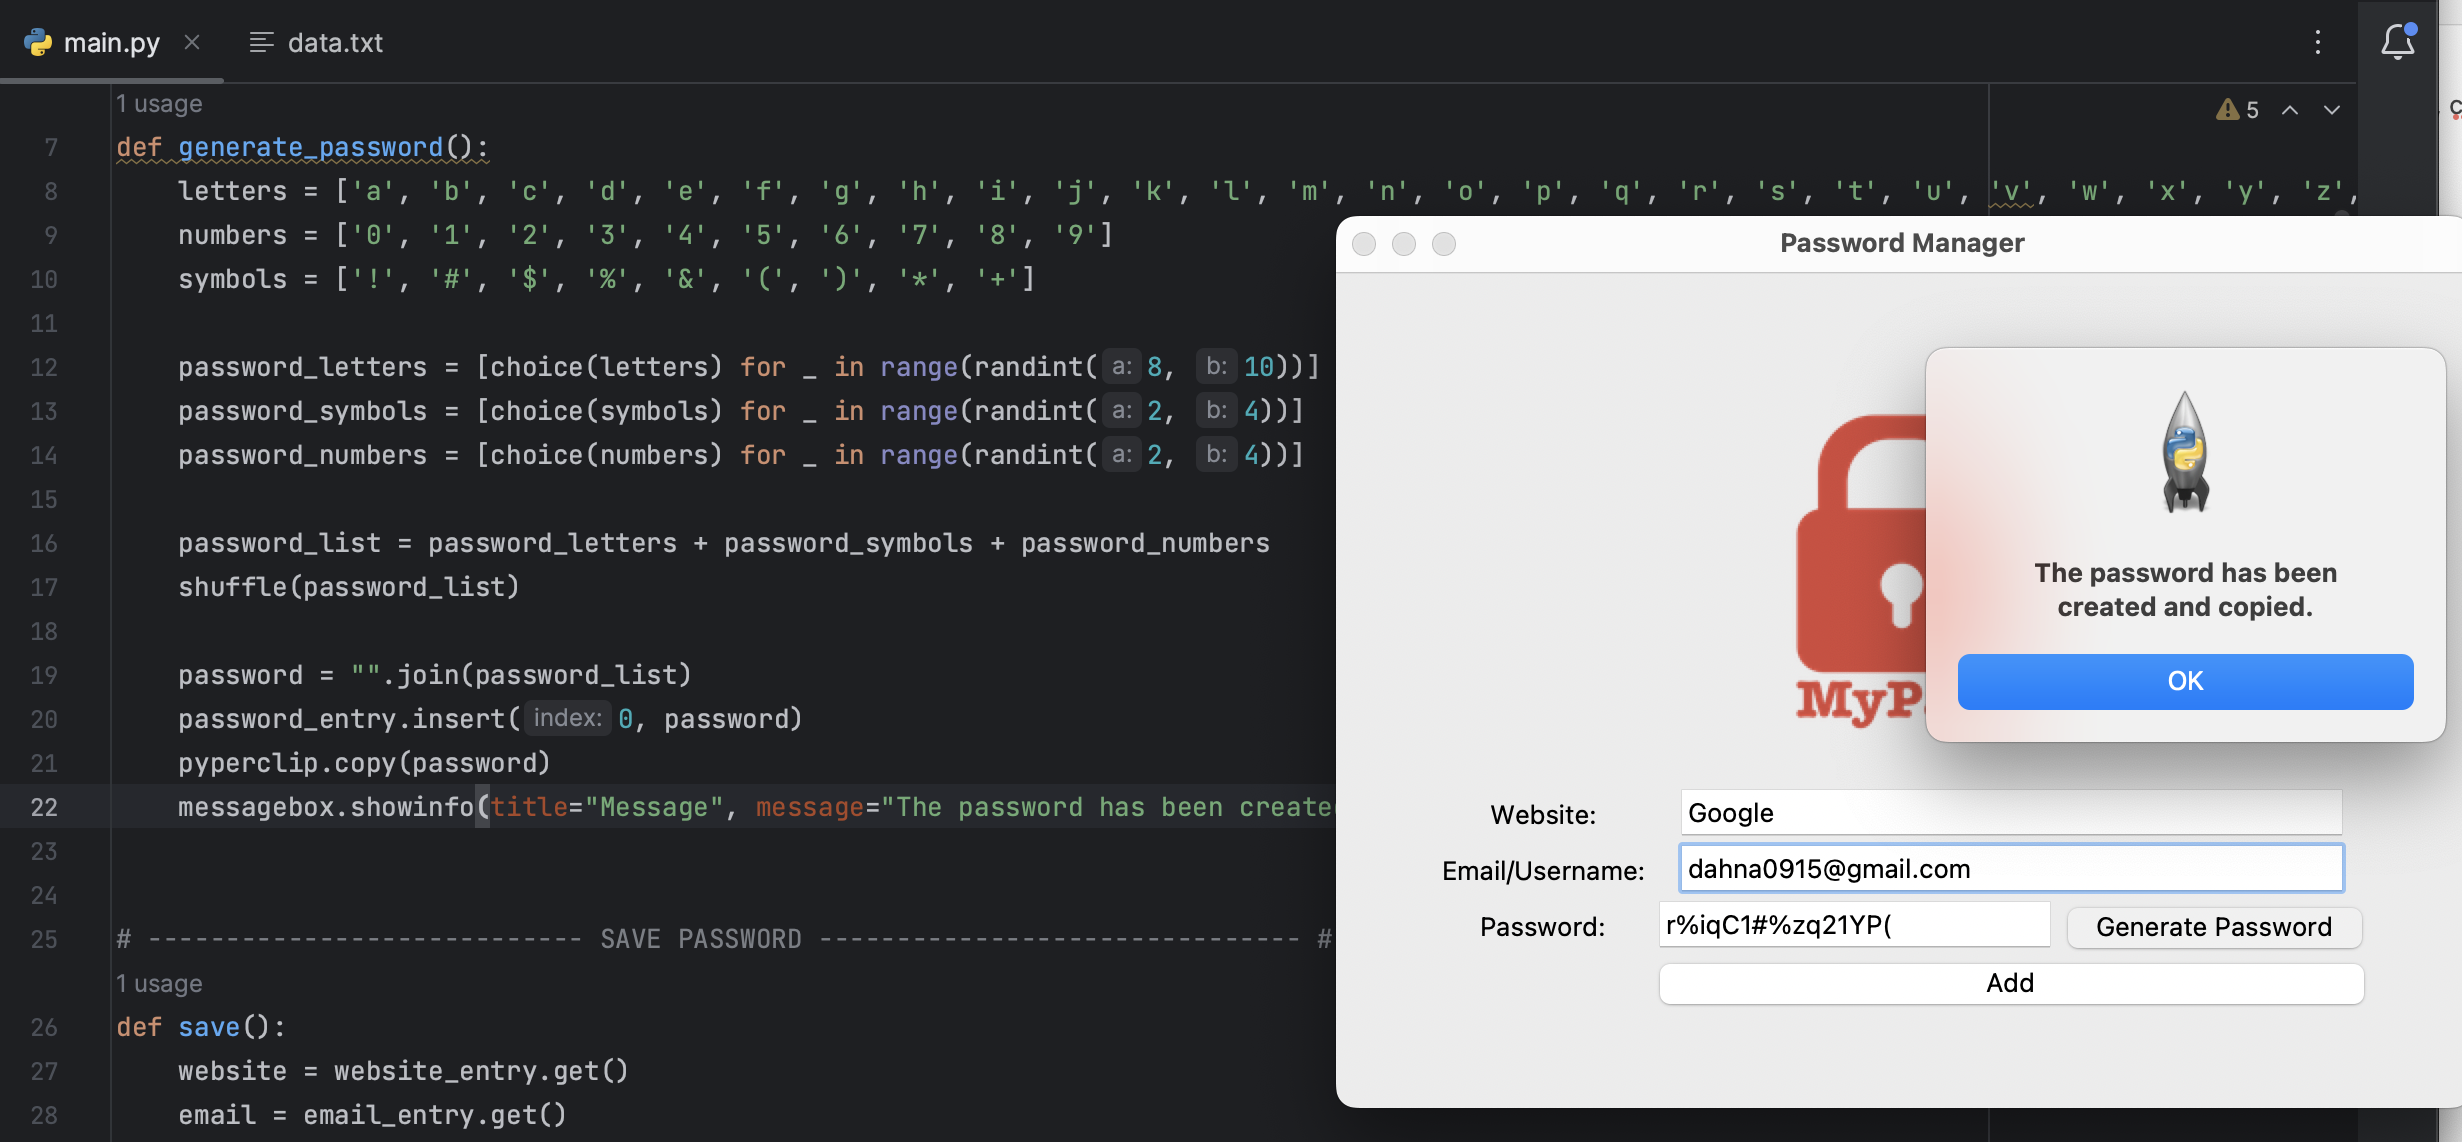 main.py
data.txt
1 usage
5
7 def generate_password():
8 letters = ['a', 'b', 'c', 'd', 'e', 'f', 'g', 'h', 'i', 'j', 'k', 'l', 'm', 'n', 'o', 'p', 'q', 'r', 's', 't', 'u', 'v', 'w', 'x', 'y', 'z',
9 numbers = ['0', '1', '2', '3', '4', '5', '6', '7', '8', '9']
10 symbols = ['!', '#', '$', '%', '&', '(', ')', '*', '+']
11
12 password_letters = [choice(letters) for _ in range(randint( a: 8, b: 10))]
13 password_symbols = [choice(symbols) for _ in range(randint( a: 2, b: 4))]
14 password_numbers = [choice(numbers) for _ in range(randint( a: 2, b: 4))]
15
16 password_list = password_letters + password_symbols + password_numbers
17 shuffle(password_list)
18
19 password = "".join(password_list)
20 password_entry.insert( index: 0, password)
21 pyperclip.copy(password)
22 messagebox.showinfo(title="Message", message="The password has been create
23
24
25 # ---------------------------- SAVE PASSWORD ------------------------------- #
1 usage
26 def save():
27 website = website_entry.get()
28 email = email_entry.get()
Password Manager
The password has been
created and copied.
OK
MyP
Website:
Google
Email/Username:
dahna0915@gmail.com
Password:
r%iqC1#%zq21YP(
Generate Password
Add